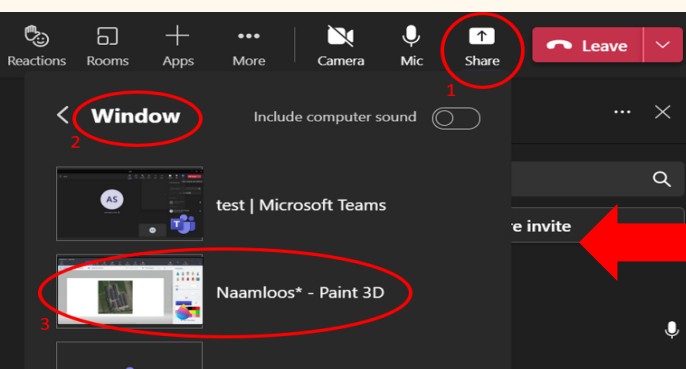 Reactions Rooms Apps More Camera Mic Share Leave
1
Window Include computer sound
2
AS
test | Microsoft Teams
re invite
Naamloos* - Paint 3D
3